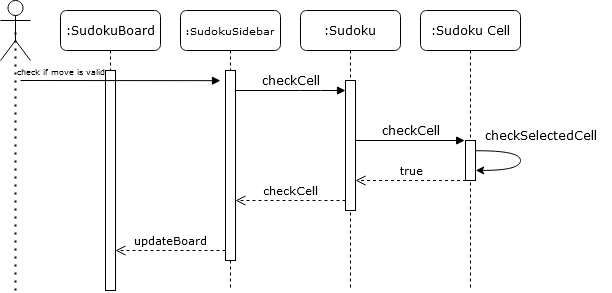 :SudokuBoard
:SudokuSidebar
:Sudoku
:Sudoku Cell
check if move is valid
checkCell
checkCell
checkSelectedCell
true
checkCell
updateBoard